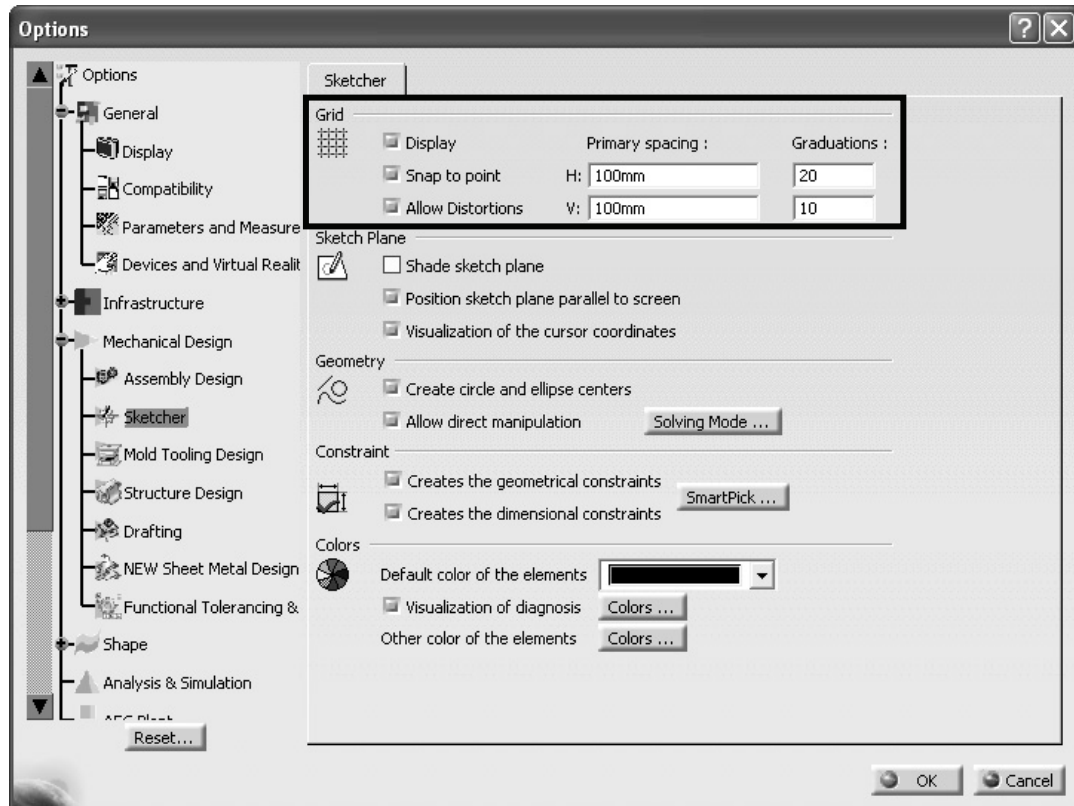 Options
Options
General
Display
Compatibility
Parameters and Measure
Devices and Virtual Realit
Infrastructure
Mechanical Design
Assembly Design
Sketcher
Mold Tooling Design
Structure Design
Drafting
NEW Sheet Metal Design
Functional Tolerancing &
Shape
Analysis & Simulation
Reset...
Sketcher
Grid
Display Primary spacing : Graduations :
Snap to point H: 100mm 20
Allow Distortions V: 100mm 10
Sketch Plane
Shade sketch plane
Position sketch plane parallel to screen
Visualization of the cursor coordinates
Geometry
Create circle and ellipse centers
Allow direct manipulation Solving Mode ...
Constraint
Creates the geometrical constraints
SmartPick ...
Creates the dimensional constraints
Colors
Default color of the elements
Visualization of diagnosis Colors ...
Other color of the elements Colors ...
OK Cancel